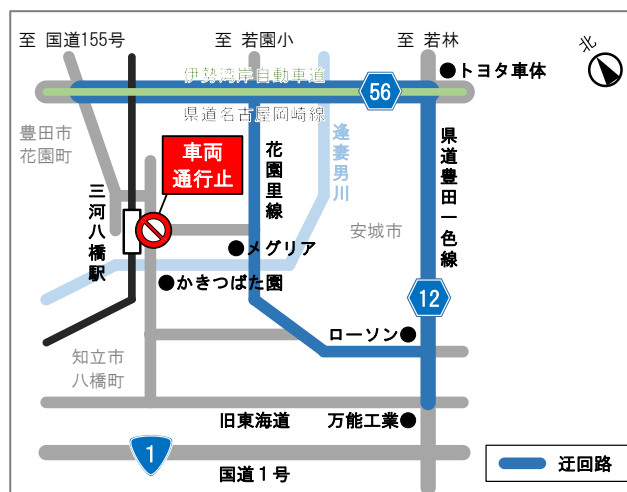 至 国道155号
至 若園小
至 若林
北
トヨタ車体
伊勢湾岸自動車道
56
県道名古屋岡崎線
豊田市
花園町
車両
通行止
花園里線
逢妻男川
県道豊田一色線
三河八橋駅
安城市
メグリア
かきつばた園
12
ローソン
知立市
八橋町
旧東海道
万能工業
1
国道1号
迂回路